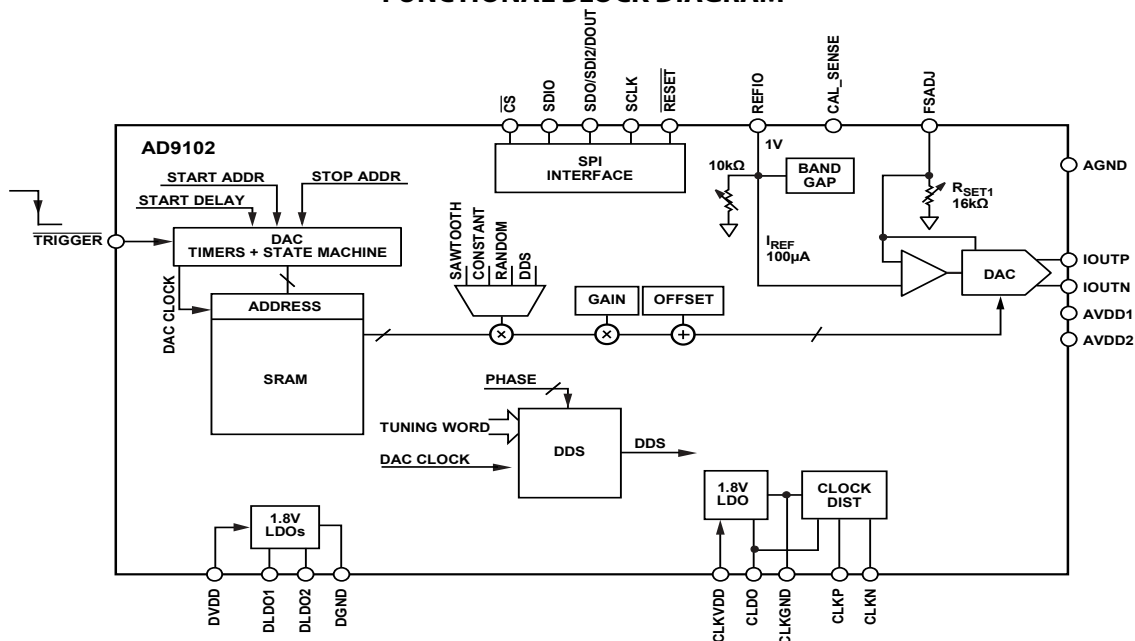 FUNCTIONAL BLOCK DIAGRAM
CS
SDIO
SDO/SDI2/DOUT
SCLK
RESET
REFIO
CAL_SENSE
FSADJ
AD9102
START ADDR
STOP ADDR
START DELAY
TRIGGER
DAC
TIMERS + STATE MACHINE
DAC CLOCK
ADDRESS
SRAM
SPI
INTERFACE
SAWTOOTH
CONSTANT
RANDOM
DDS
GAIN
OFFSET
×
×
+
1V
10kΩ
BAND
GAP
IREF
100µA
RSET1
16kΩ
DAC
AGND
IOUTP
IOUTN
AVDD1
AVDD2
PHASE
TUNING WORD
DAC CLOCK
DDS
DDS
1.8V
LDOs
1.8V
LDO
CLOCK
DIST
DVDD
DLDO1
DLDO2
DGND
CLKVDD
CLDO
CLKGND
CLKP
CLKN